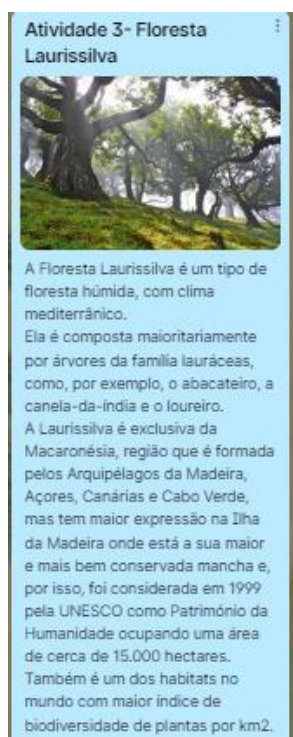 Atividade 3- Floresta
Laurissilva
A Floresta Laurissilva é um tipo de
floresta húmida, com clima
mediterrânico.
Ela é composta maioritariamente
por árvores da família lauráceas,
como, por exemplo, o abacateiro, a
canela-da-índia e o loureiro.
A Laurissilva é exclusiva da
Macaronésia, região que é formada
pelos Arquipélagos da Madeira,
Açores, Canárias e Cabo Verde,
mas tem maior expressão na Ilha
da Madeira onde está a sua maior
e mais bem conservada mancha e,
por isso, foi considerada em 1999
pela UNESCO como Património da
Humanidade ocupando uma área
de cerca de 15.000 hectares.
Também é um dos habitats no
mundo com maior índice de
biodiversidade de plantas por km2.